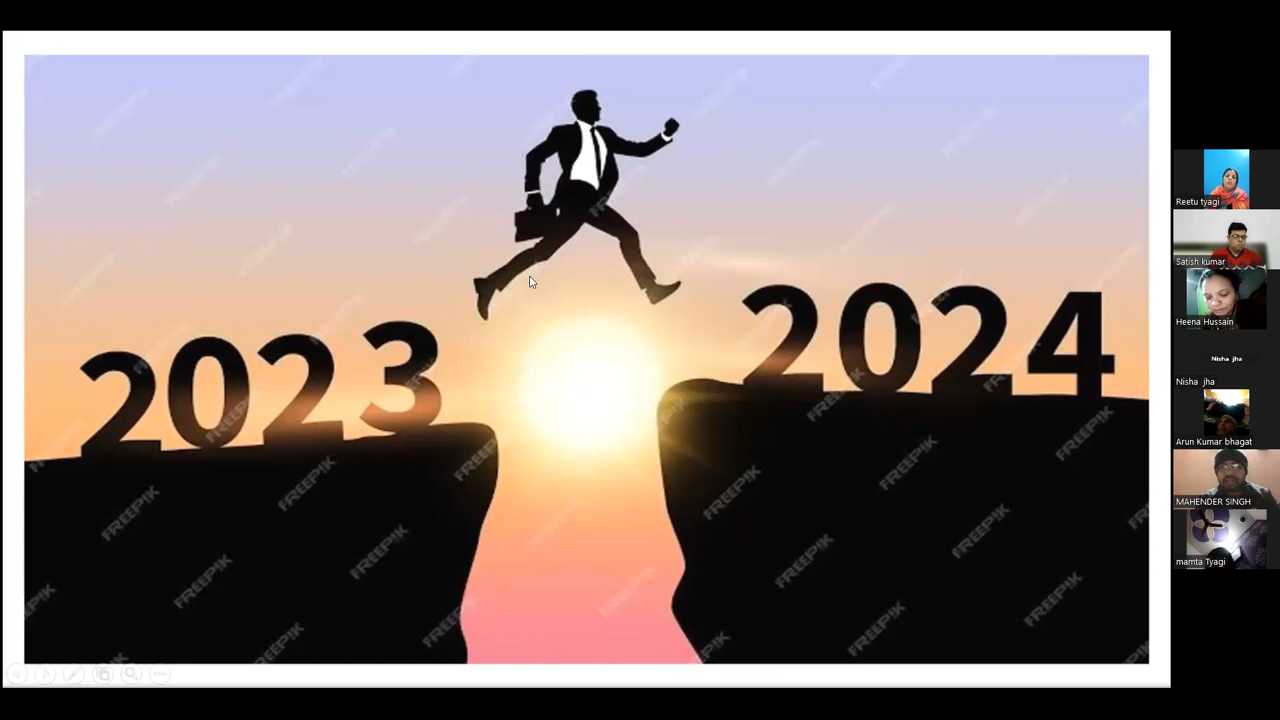 2023
2024
FREEPIK
Reetu tyagi
Satish kumar
Heena Hussain
Nisha jha
Nisha jha
Arun Kumar bhagat
MAHENDER SINGH
mamta Tyagi